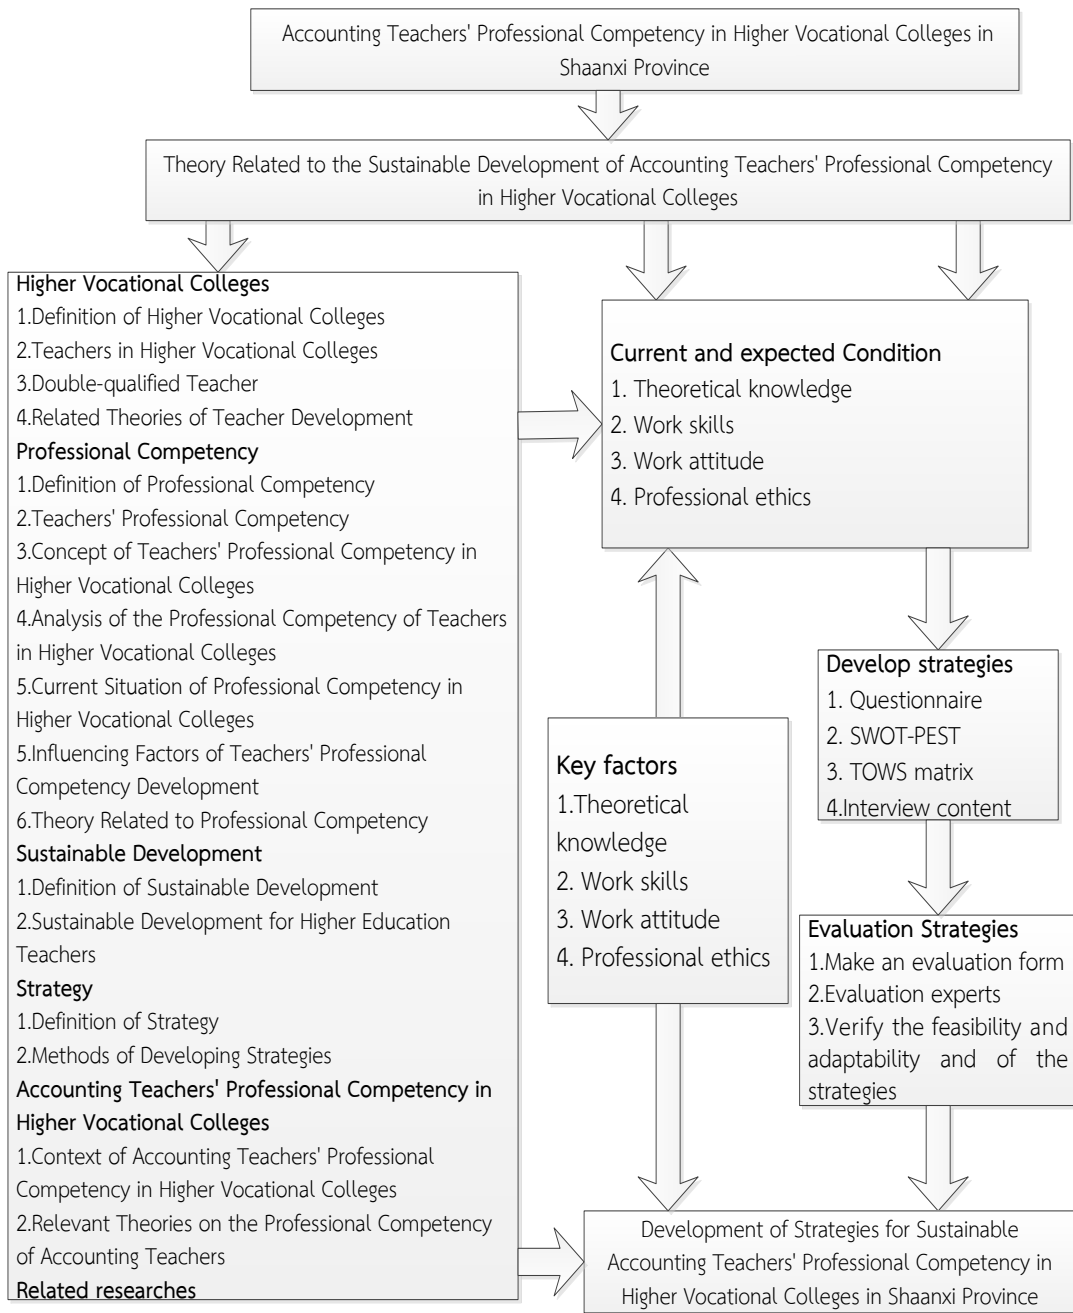 Accounting Teachers' Professional Competency in Higher Vocational Colleges in
Shaanxi Province
Theory Related to the Sustainable Development of Accounting Teachers' Professional Competency
in Higher Vocational Colleges
Higher Vocational Colleges
1.Definition of Higher Vocational Colleges
2.Teachers in Higher Vocational Colleges
3.Double-qualified Teacher
4.Related Theories of Teacher Development
Professional Competency
1.Definition of Professional Competency
2.Teachers' Professional Competency
3.Concept of Teachers' Professional Competency in
Higher Vocational Colleges
4.Analysis of the Professional Competency of Teachers
in Higher Vocational Colleges
5.Current Situation of Professional Competency in
Higher Vocational Colleges
5.Influencing Factors of Teachers' Professional
Competency Development
6.Theory Related to Professional Competency
Sustainable Development
1.Definition of Sustainable Development
2.Sustainable Development for Higher Education
Teachers
Strategy
1.Definition of Strategy
2.Methods of Developing Strategies
Accounting Teachers' Professional Competency in
Higher Vocational Colleges
1.Context of Accounting Teachers' Professional
Competency in Higher Vocational Colleges
2.Relevant Theories on the Professional Competency
of Accounting Teachers
Related researches
Current and expected Condition
1. Theoretical knowledge
2. Work skills
3. Work attitude
4. Professional ethics
Key factors
1.Theoretical
knowledge
2. Work skills
3. Work attitude
4. Professional ethics
Develop strategies
1. Questionnaire
2. SWOT-PEST
3. TOWS matrix
4.Interview content
Evaluation Strategies
1.Make an evaluation form
2.Evaluation experts
3.Verify the feasibility and
adaptability and of the
strategies
Development of Strategies for Sustainable
Accounting Teachers' Professional Competency in
Higher Vocational Colleges in Shaanxi Province